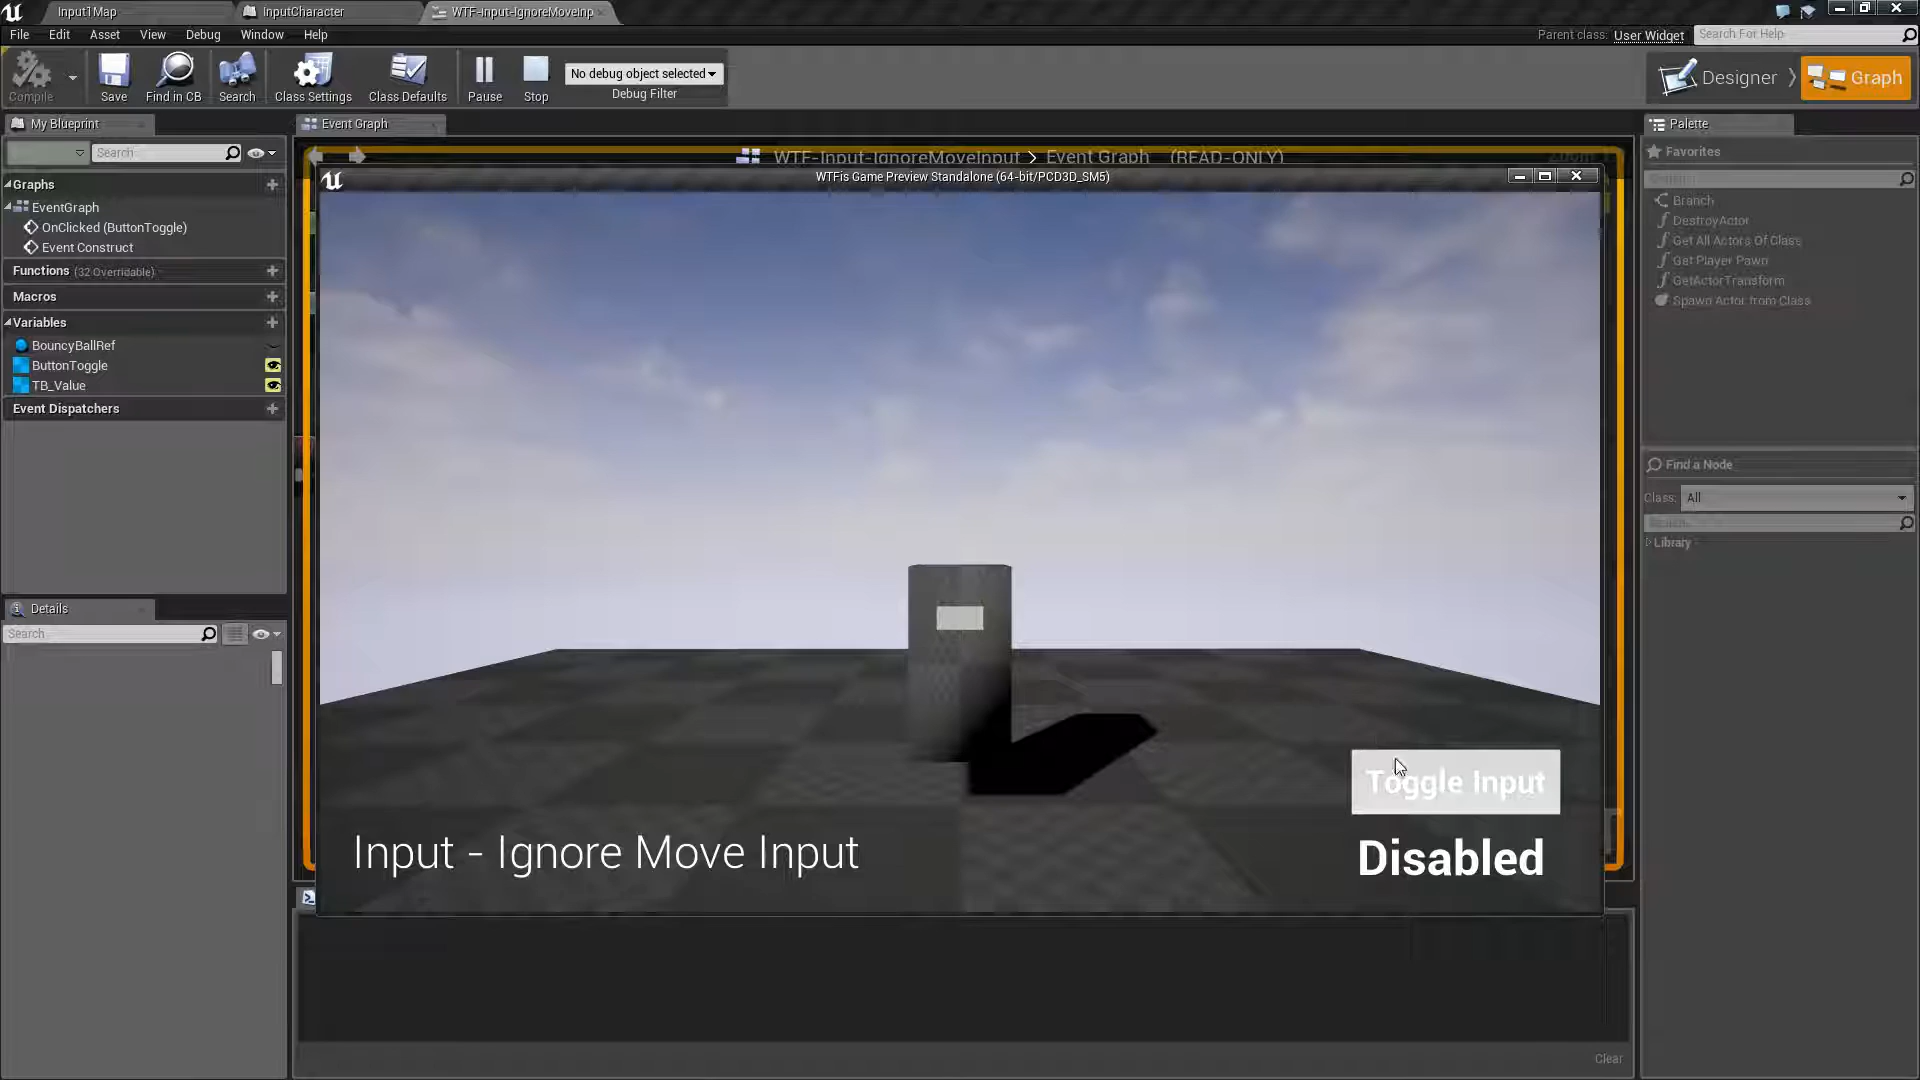 Input1Map
InputCharacter
WTF-Input-IgnoreMoveInp
File Edit Asset View Debug Window Help
Parent class: User Widget
Search For Help
Compile
Save
Find in CB
Search
Class Settings
Class Defaults
Pause
Stop
No debug object selected
Debug Filter
Designer
Graph
My Blueprint
Event Graph
Palette
Search
WTF-Input-IgnoreMoveInput > Event Graph (READ-ONLY)
Favorites
WTFis Game Preview Standalone (64-bit/PCD3D_SM5)
Graphs
EventGraph
OnClicked (ButtonToggle)
Event Construct
Functions (32 Overridable)
Macros
Variables
BouncyBallRef
ButtonToggle
TB_Value
Event Dispatchers
Branch
DestroyActor
Get All Actors Of Class
Get Player Pawn
GetActorTransform
Spawn Actor from Class
Find a Node
Class: All
Library
Details
Search
Toggle Input
Input - Ignore Move Input
Disabled
Clear